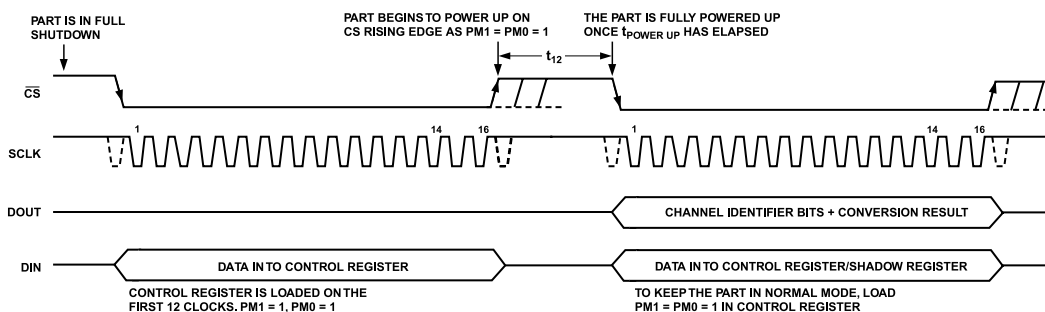 PART IS IN FULL
SHUTDOWN
PART BEGINS TO POWER UP ON
CS RISING EDGE AS PM1 = PM0 = 1
THE PART IS FULLY POWERED UP
ONCE tPOWER UP HAS ELAPSED
t12
CS
1 14 16 1 14 16
SCLK
DOUT
CHANNEL IDENTIFIER BITS + CONVERSION RESULT
DIN
DATA IN TO CONTROL REGISTER
DATA IN TO CONTROL REGISTER/SHADOW REGISTER
CONTROL REGISTER IS LOADED ON THE
FIRST 12 CLOCKS. PM1 = 1, PM0 = 1
TO KEEP THE PART IN NORMAL MODE, LOAD
PM1 = PM0 = 1 IN CONTROL REGISTER